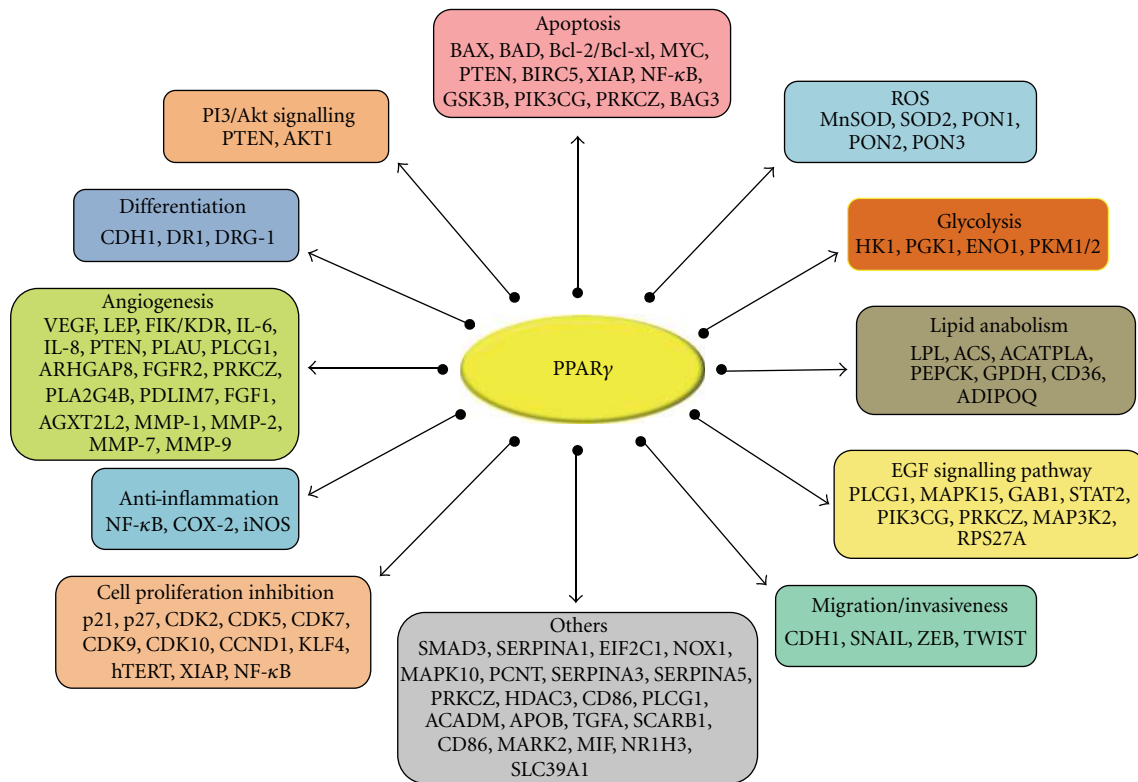 Apoptosis
BAX, BAD, Bcl-2/Bcl-xl, MYC,
PTEN, BIRC5, XIAP, NF-κB,
GSK3B, PIK3CG, PRKCZ, BAG3
PI3/Akt signalling
PTEN, AKT1
ROS
MnSOD, SOD2, PON1,
PON2, PON3
Differentiation
CDH1, DR1, DRG-1
Glycolysis
HK1, PGK1, ENO1, PKM1/2
Angiogenesis
VEGF, LEP, FIK/KDR, IL-6,
IL-8, PTEN, PLAU, PLCG1,
ARHGAP8, FGFR2, PRKCZ,
PLA2G4B, PDLIM7, FGF1,
AGXT2L2, MMP-1, MMP-2,
MMP-7, MMP-9
PPARγ
Lipid anabolism
LPL, ACS, ACATPLA,
PEPCK, GPDH, CD36,
ADIPOQ
Anti-inflammation
NF-κB, COX-2, iNOS
EGF signalling pathway
PLCG1, MAPK15, GAB1, STAT2,
PIK3CG, PRKCZ, MAP3K2,
RPS27A
Cell proliferation inhibition
p21, p27, CDK2, CDK5, CDK7,
CDK9, CDK10, CCND1, KLF4,
hTERT, XIAP, NF-κB
Others
SMAD3, SERPINA1, EIF2C1, NOX1,
MAPK10, PCNT, SERPINA3, SERPINA5,
PRKCZ, HDAC3, CD86, PLCG1,
ACADM, APOB, TGFA, SCARB1,
CD86, MARK2, MIF, NR1H3,
SLC39A1
Migration/invasiveness
CDH1, SNAIL, ZEB, TWIST